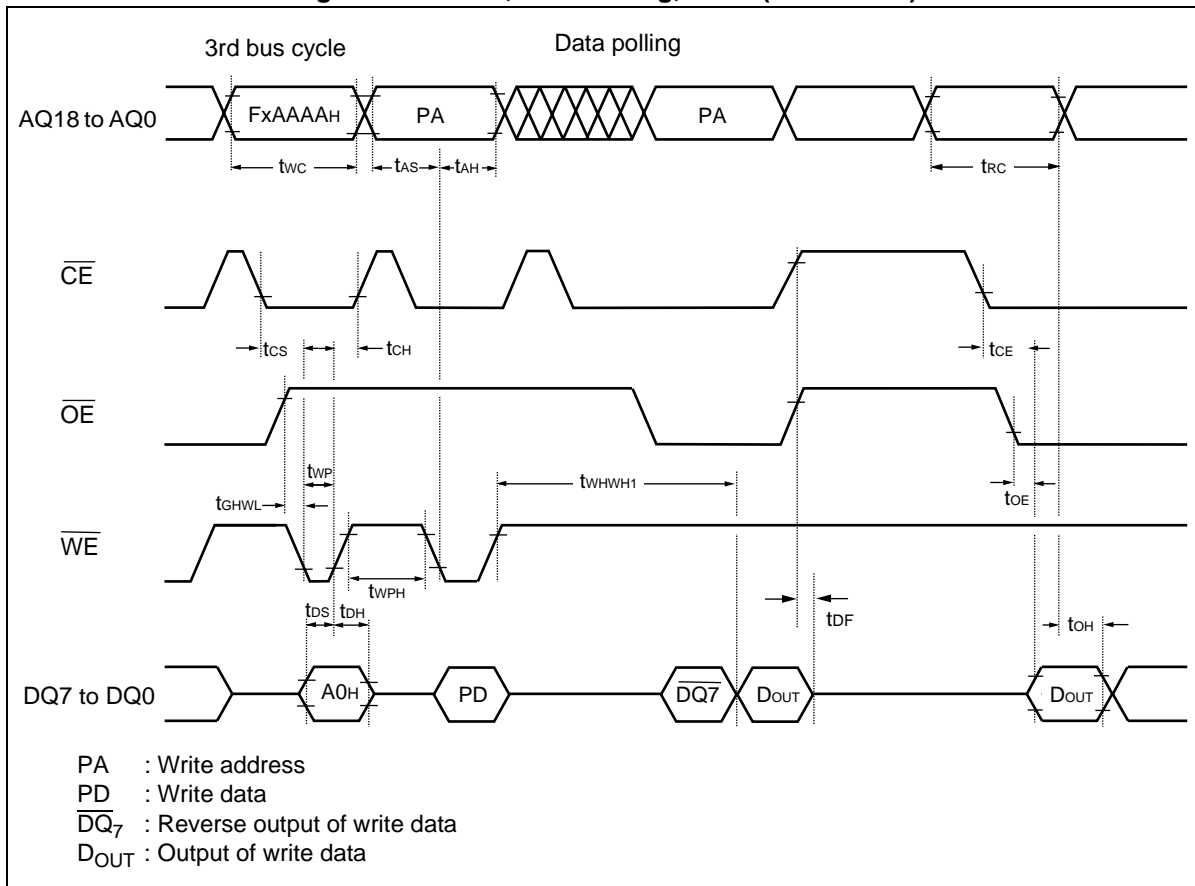 3rd bus cycle Data polling
AQ18 to AQ0 FxAAAAH PA PA
tWC tAS tAH tRC
CE
tCS tCH tCE
OE
tWP tWHWH1
tGHWL tOE
WE
tWPH
tDS tDH tDF tOH
DQ7 to DQ0 A0H PD DQ7 DOUT DOUT
PA : Write address
PD : Write data
DQ7 : Reverse output of write data
DOUT : Output of write data